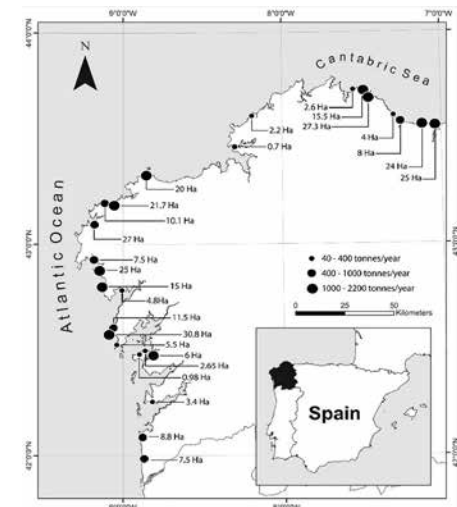 9°0'0"W
7°0'0"W
44°0'0"N
N
Cantabric Sea
2.6 Ha
15.5 Ha
27.3 Ha
2.2 Ha
4 Ha
0.7 Ha
8 Ha
24 Ha
25 Ha
20 Ha
21.7 Ha
10.1 Ha
27 Ha
Atlantic Ocean
7.5 Ha
25 Ha
15 Ha
4.8Ha
11.5 Ha
30.8 Ha
5.5 Ha
6 Ha
2.65 Ha
0.98 Ha
3.4 Ha
8.8 Ha
7.5 Ha
40 - 400 tonnes/year
400 - 1000 tonnes/year
1000 - 2200 tonnes/year
0 25 50
Kilometers
Spain
42°0'0"N